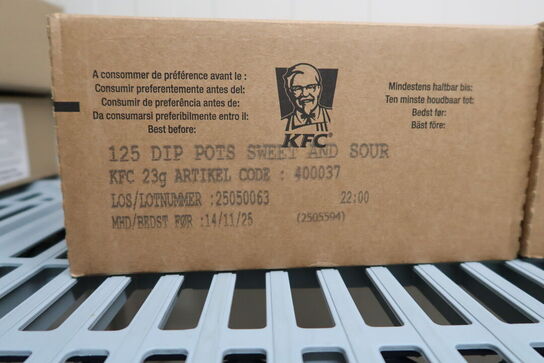 A consommer de préférence avant le :
Consumir preferentemente antes del:
Consumir de preferência antes de:
Da consumarsi preferibilmente entro il:
Best before:
Mindestens haltbar bis:
Ten minste houdbaar tot:
Bedst før:
Bäst före:
KFC
125 DIP POTS SWEET AND SOUR
KFC 23g ARTIKEL CODE : 400037
LOS/LOTNUMMER :25050063 22:00
MHD/BEDST FØR :14/11/25 (2505594)